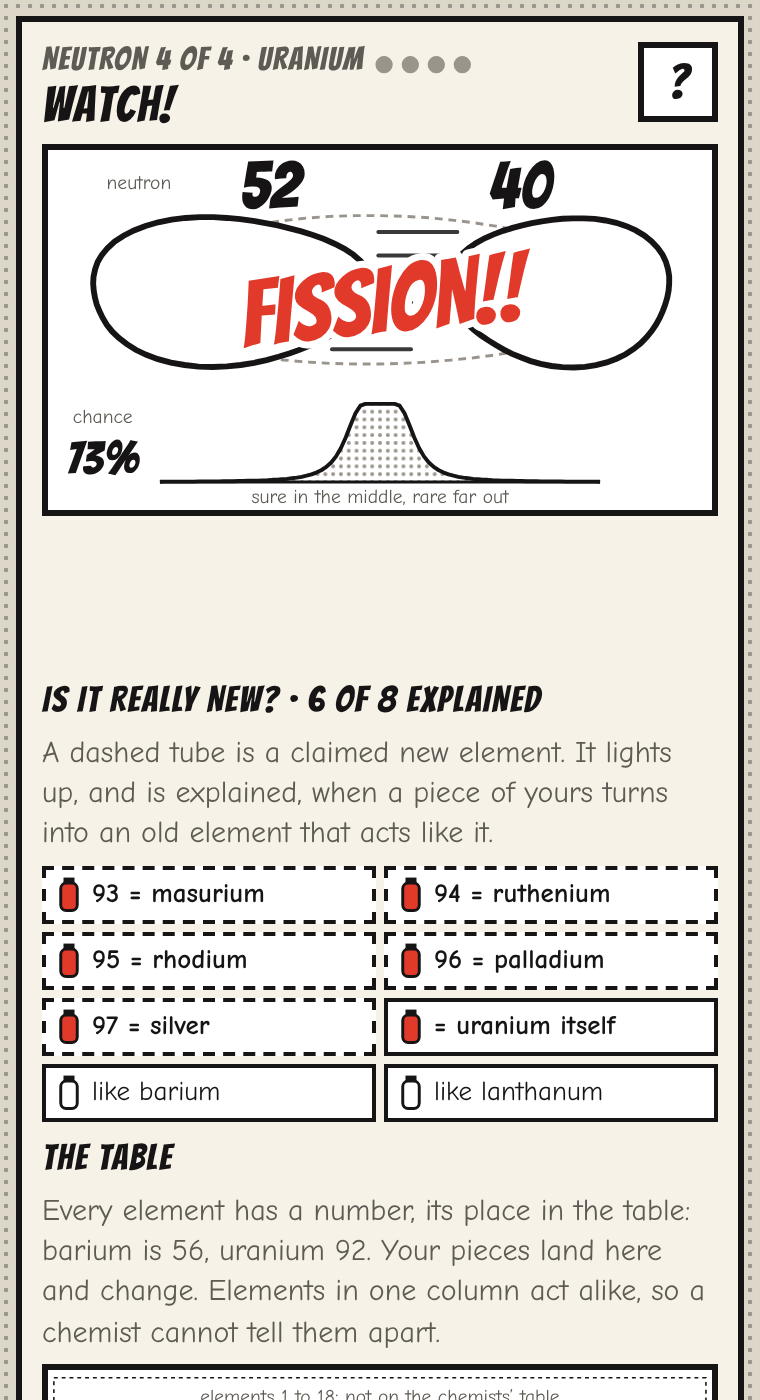 NEUTRON 4 OF 4 · URANIUM
WATCH!
?
neutron
52
40
FISSION!!
chance
73%
sure in the middle, rare far out
IS IT REALLY NEW? · 6 OF 8 EXPLAINED
A dashed tube is a claimed new element. It lights
up, and is explained, when a piece of yours turns
into an old element that acts like it.
93 = masurium
94 = ruthenium
95 = rhodium
96 = palladium
97 = silver
= uranium itself
like barium
like lanthanum
THE TABLE
Every element has a number, its place in the table:
barium is 56, uranium 92. Your pieces land here
and change. Elements in one column act alike, so a
chemist cannot tell them apart.
elements 1 to 18: not on the chemists' table